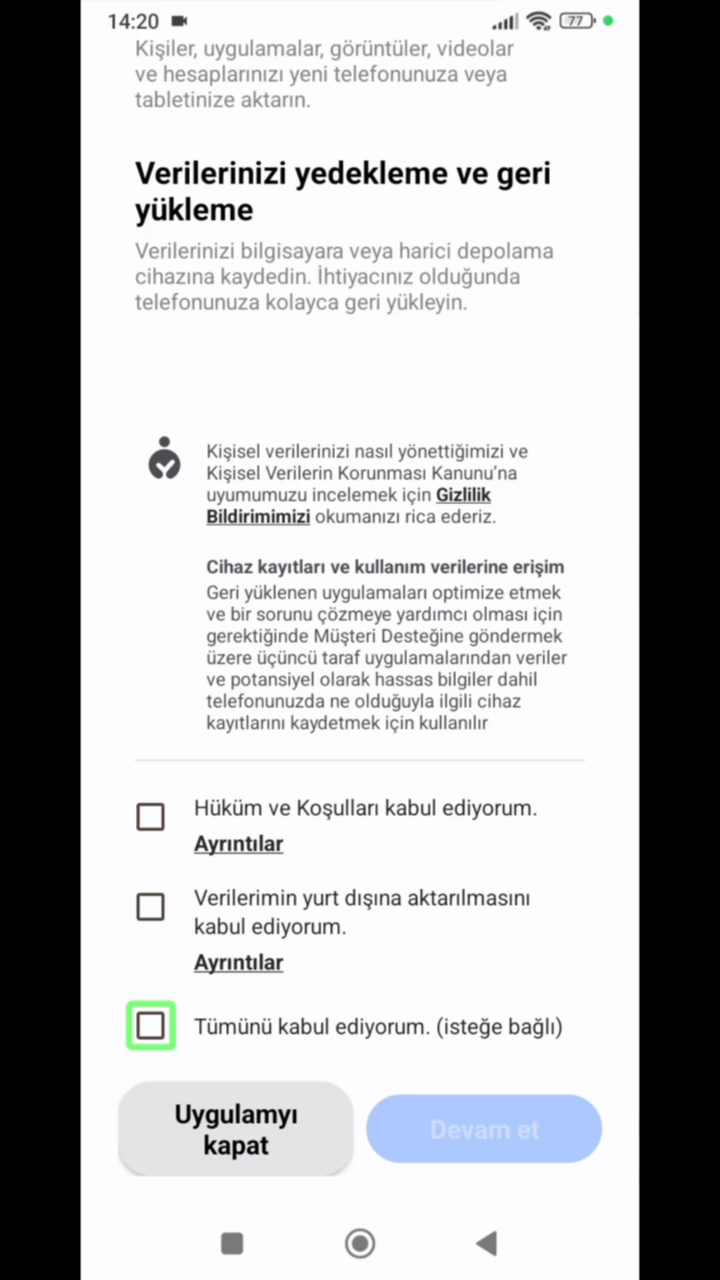 14:20
77
Kişiler, uygulamalar, görüntüler, videolar
ve hesaplarınızı yeni telefonunuza veya
tabletinize aktarın.
Verilerinizi yedekleme ve geri
yükleme
Verilerinizi bilgisayara veya harici depolama
cihazına kaydedin. İhtiyacınız olduğunda
telefonunuza kolayca geri yükleyin.
Kişisel verilerinizi nasıl yönettiğimizi ve
Kişisel Verilerin Korunması Kanunu’na
uyumumuzu incelemek için Gizlilik
Bildirimimizi okumanızı rica ederiz.
Cihaz kayıtları ve kullanım verilerine erişim
Geri yüklenen uygulamaları optimize etmek
ve bir sorunu çözmeye yardımcı olması için
gerektiğinde Müşteri Desteğine göndermek
üzere üçüncü taraf uygulamalarından veriler
ve potansiyel olarak hassas bilgiler dahil
telefonunuzda ne olduğuyla ilgili cihaz
kayıtlarını kaydetmek için kullanılır
Hüküm ve Koşulları kabul ediyorum.
Ayrıntılar
Verilerimin yurt dışına aktarılmasını
kabul ediyorum.
Ayrıntılar
Tümünü kabul ediyorum. (isteğe bağlı)
Uygulamyı
kapat
Devam et